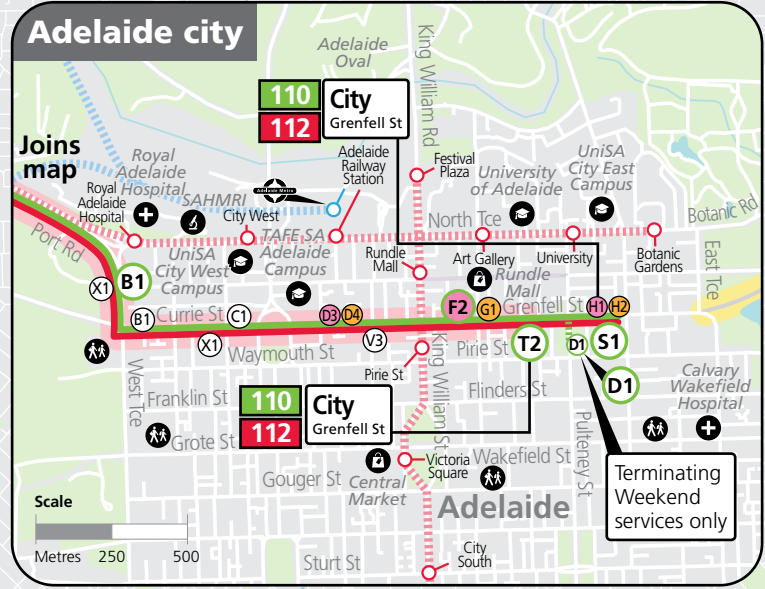 Adelaide city
Adelaide
Oval
King William Rd
110
112
City
Grenfell St
Joins
map
Royal
Adelaide
Hospital
Royal
Adelaide
Hospital
SAHMRI
Adelaide Metro
Adelaide
Railway
Station
Festival
Plaza
University
of Adelaide
UniSA
City East
Campus
City West
North Tce
Botanic Rd
Port Rd
UniSA
City West
Campus
TAFE SA
Adelaide
Campus
Rundle
Mall
Art Gallery
University
Botanic
Gardens
East Tce
Rundle
Mall
X1
B1
B1
Currie St
C1
D3
D4
F2
G1
Grenfell St
H1
H2
X1
Waymouth St
V3
Pirie St
T2
D1
S1
Pirie St
King William St
West Tce
Franklin St
110
112
City
Grenfell St
Flinders St
D1
Calvary
Wakefield
Hospital
Grote St
Pulteney St
Victoria
Square
Wakefield St
Gouger St
Central
Market
Terminating
Weekend
services only
Adelaide
Scale
Metres 250 500
City
South
Sturt St